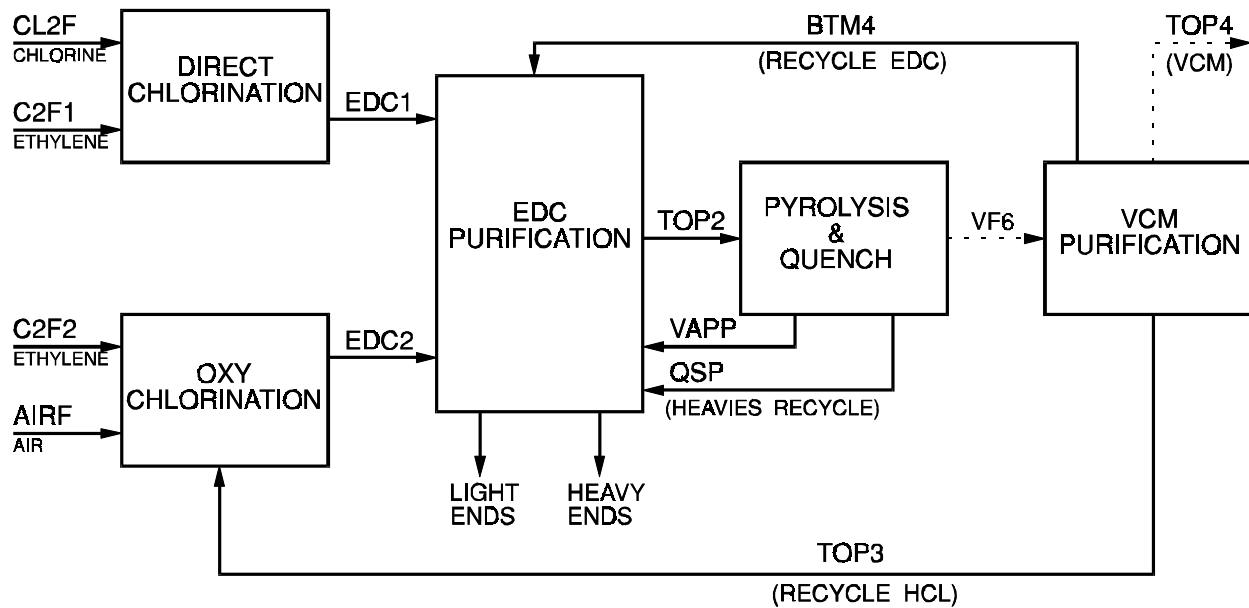 CL2F
CHLORINE
C2F1
ETHYLENE
DIRECT
CHLORINATION
EDC1
BTM4
(RECYCLE EDC)
TOP4
(VCM)
EDC
PURIFICATION
TOP2
PYROLYSIS
&
QUENCH
VF6
VCM
PURIFICATION
C2F2
ETHYLENE
AIRF
AIR
OXY
CHLORINATION
EDC2
VAPP
QSP
(HEAVIES RECYCLE)
LIGHT
ENDS
HEAVY
ENDS
TOP3
(RECYCLE HCL)